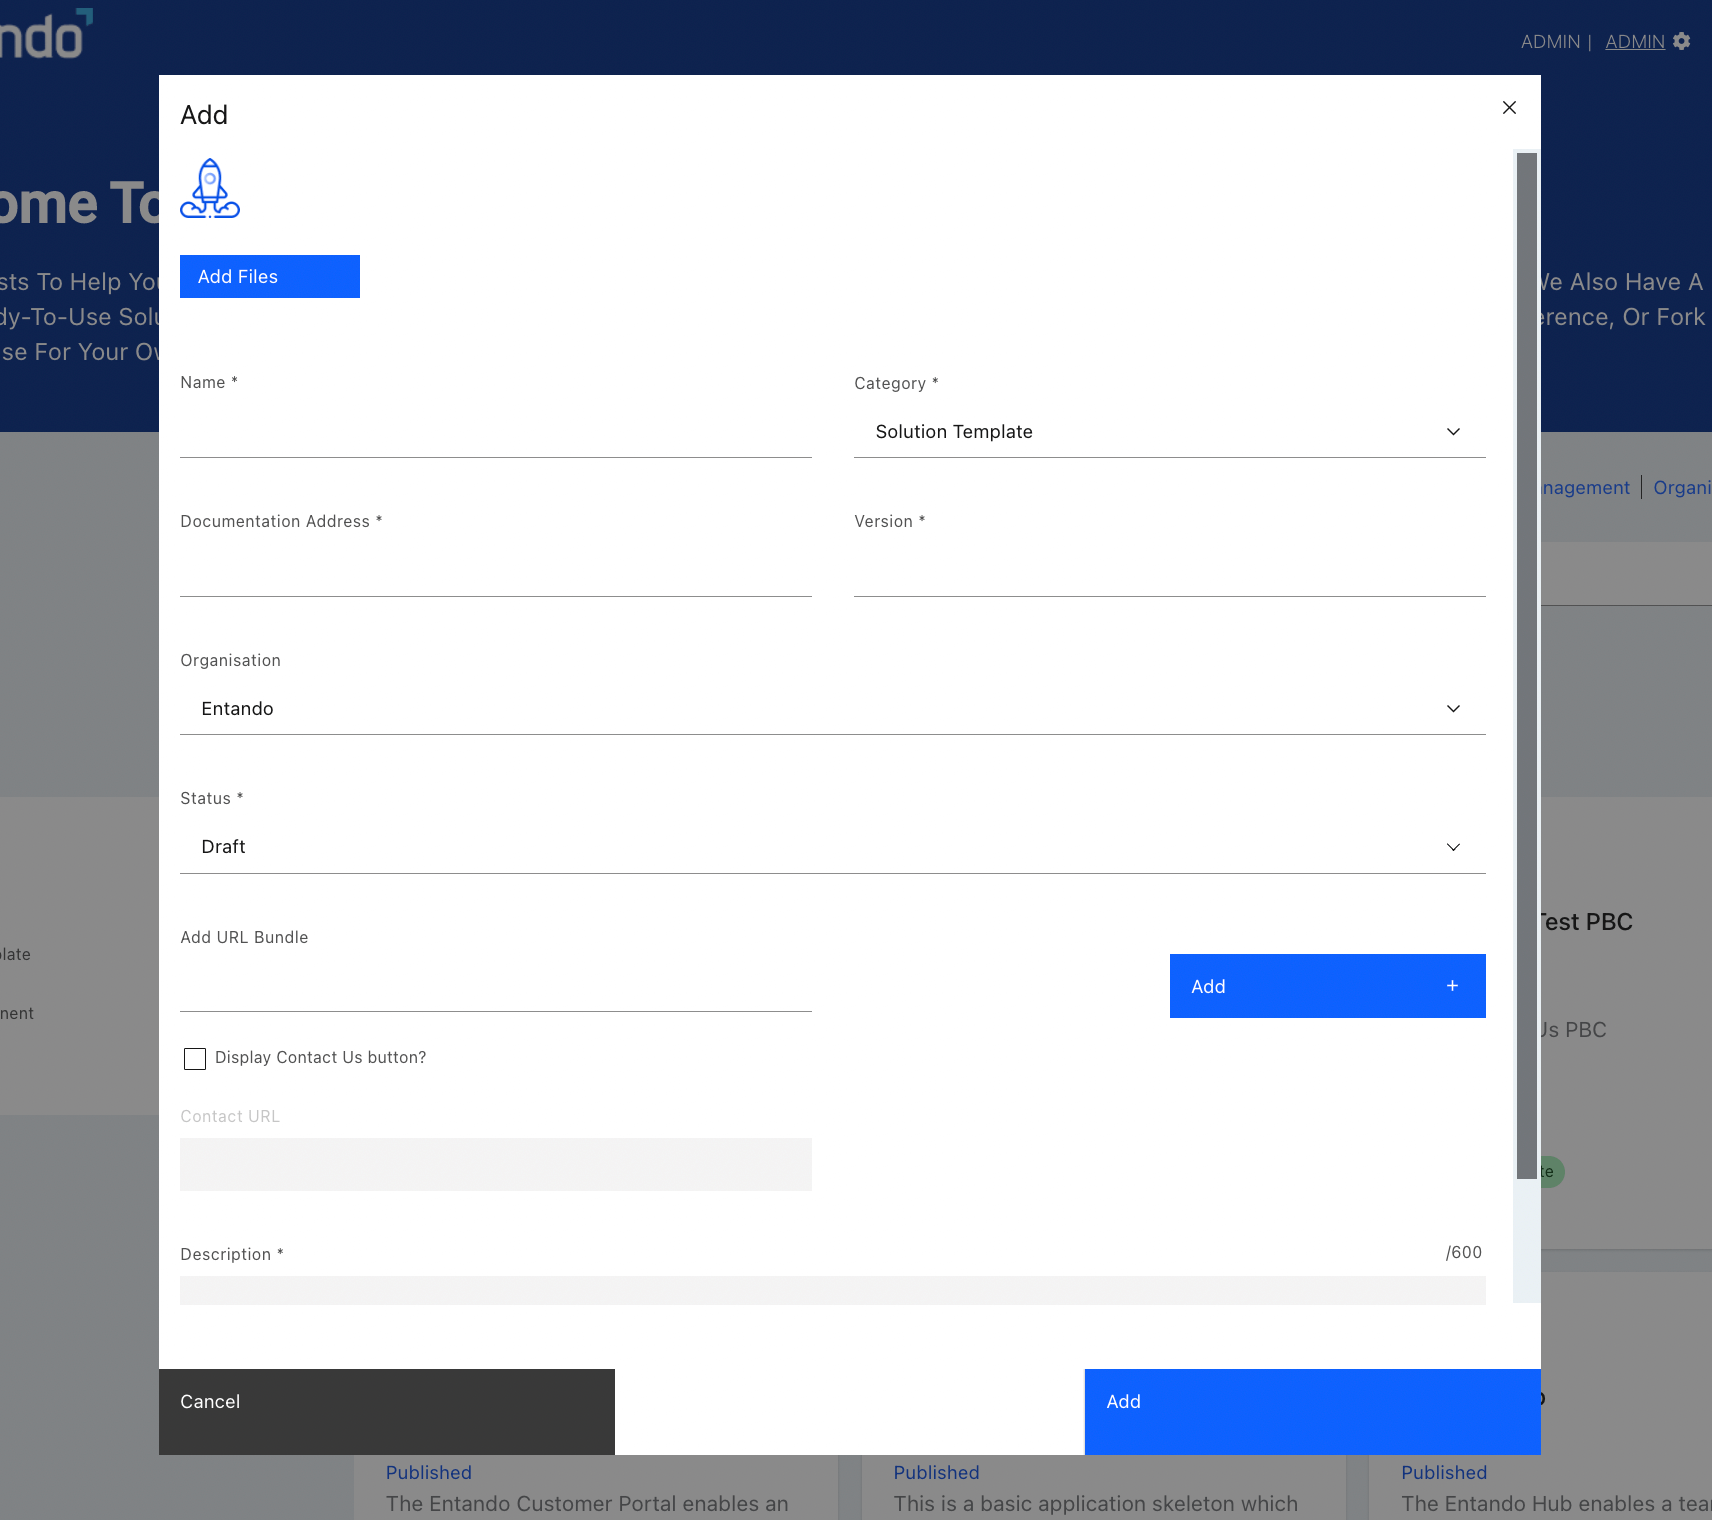 ndo
ADMIN | ADMIN
Add
ome To
Add Files
sts To Help You
We Also Have A
dy-To-Use Solu
erence, Or Fork
se For Your Ow
Name *
Category *
Solution Template
nagement | Organi
Documentation Address *
Version *
Organisation
Entando
Status *
Draft
Test PBC
Add URL Bundle
plate
Add +
nent
Us PBC
Display Contact Us button?
Contact URL
te
Description *
/600
Cancel
Add
Published
Published
Published
The Entando Customer Portal enables an
This is a basic application skeleton which
The Entando Hub enables a tea